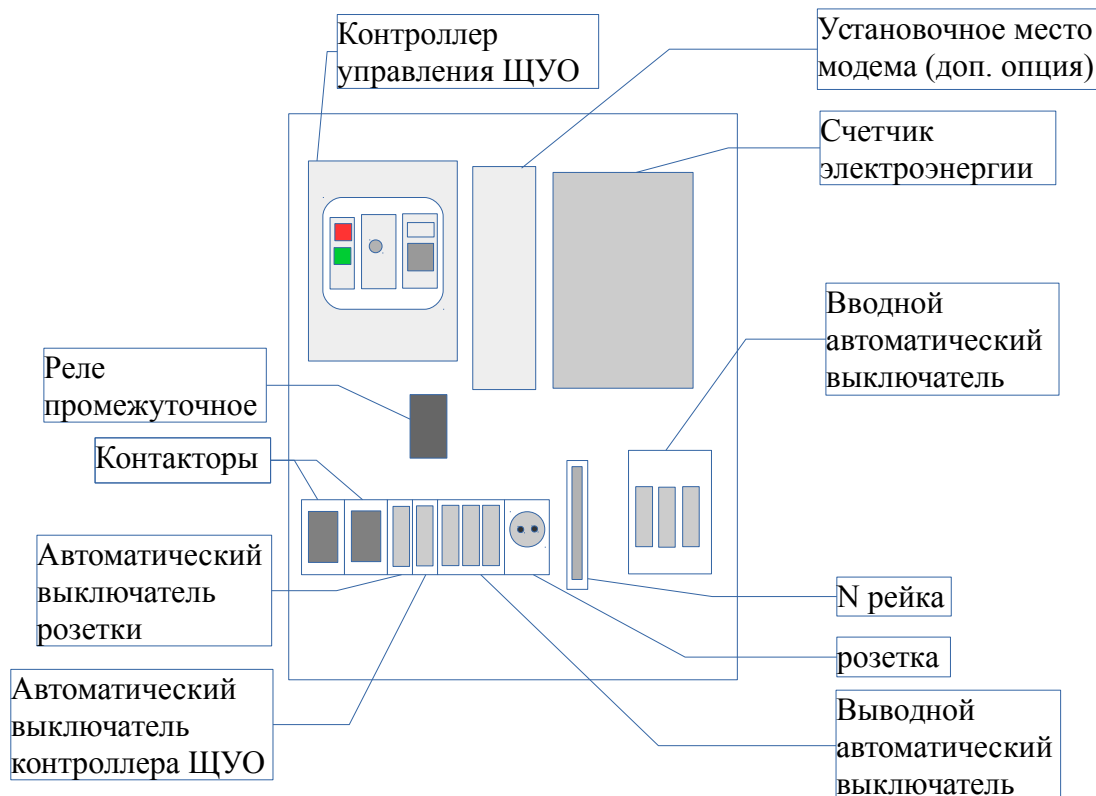 Контроллер
управления ЩУО
Установочное место
модема (доп. опция)
Счетчик
электроэнергии
Вводной
автоматический
выключатель
Реле
промежуточное
Контакторы
Автоматический
выключатель
розетки
N рейка
розетка
Автоматический
выключатель
контроллера ЩУО
Выводной
автоматический
выключатель